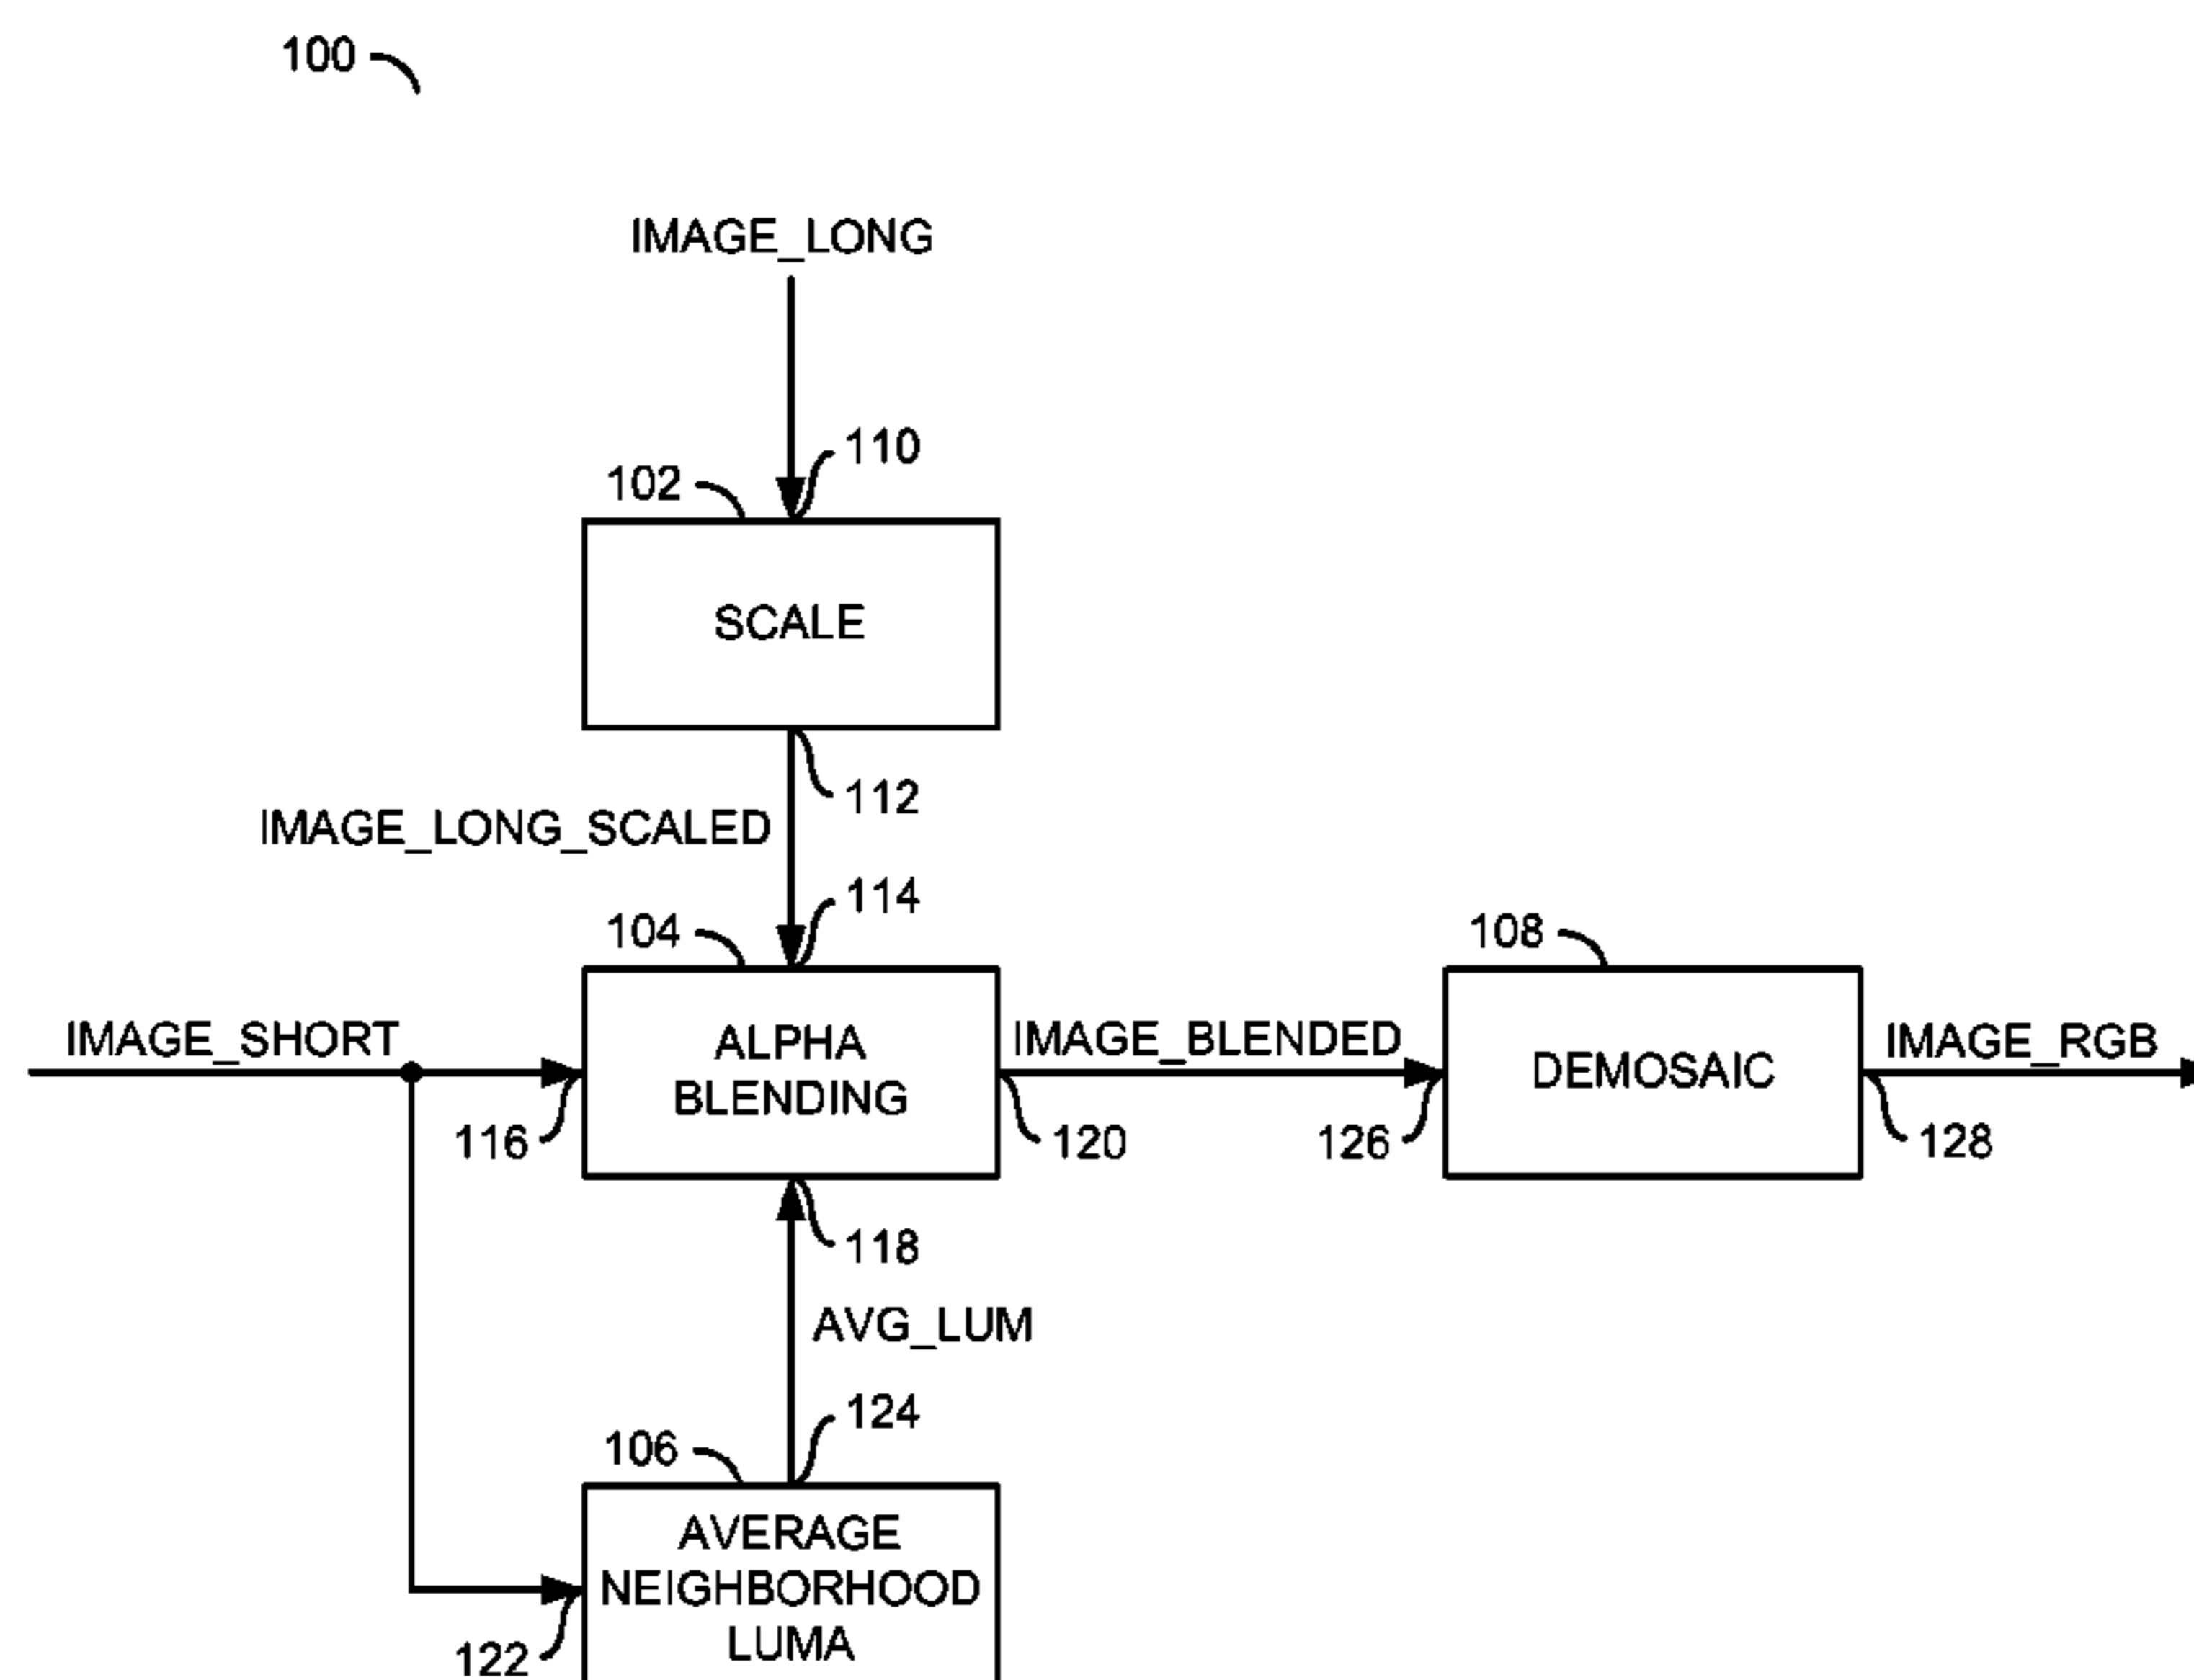 100
IMAGE_LONG
110
102
SCALE
112
IMAGE_LONG_SCALED
114
104
108
IMAGE_SHORT
ALPHA
BLENDING
IMAGE_BLENDED
DEMOSAIC
IMAGE_RGB
116
120
126
128
118
AVG_LUM
124
106
AVERAGE
NEIGHBORHOOD
LUMA
122